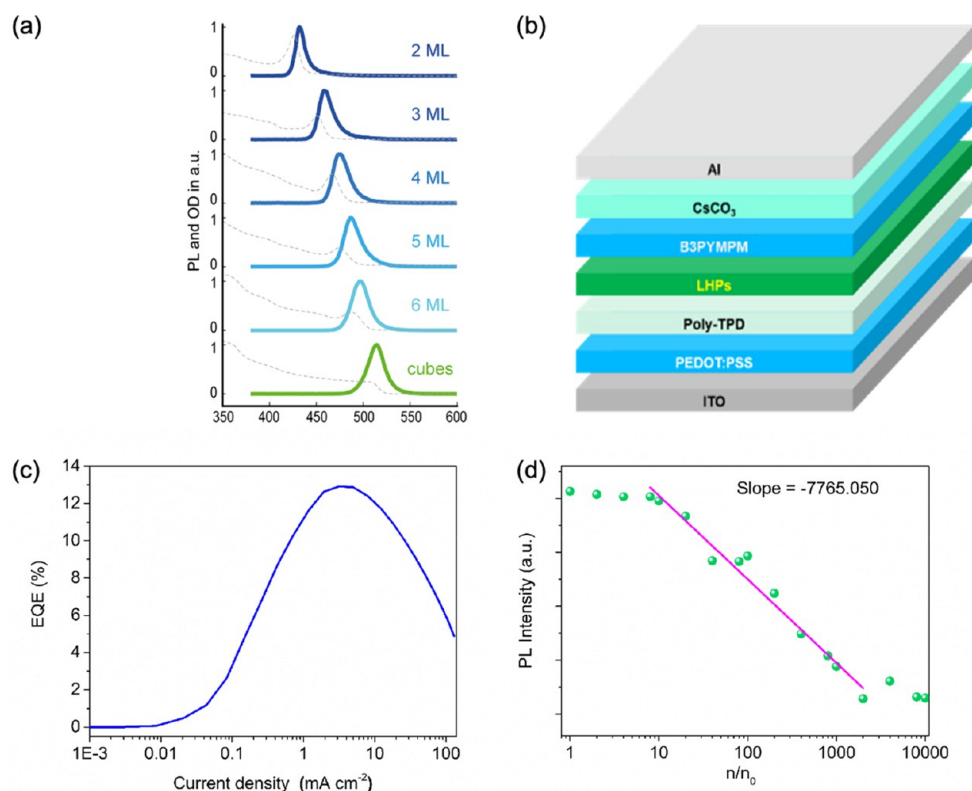 (a)
PL and OD in a.u.
1
0
2 ML
1
0
3 ML
1
0
4 ML
1
0
5 ML
1
0
6 ML
1
0
cubes
350 400 450 500 550 600
(b)
Al
CsCO₃
B3PYMPM
LHPs
Poly-TPD
PEDOT:PSS
ITO
(c)
EQE (%)
14
12
10
8
6
4
2
0
1E-3 0.01 0.1 1 10 100
Current density (mA cm⁻²)
(d)
PL Intensity (a.u.)
Slope = -7765.050
1 10 100 1000 10000
n/n₀